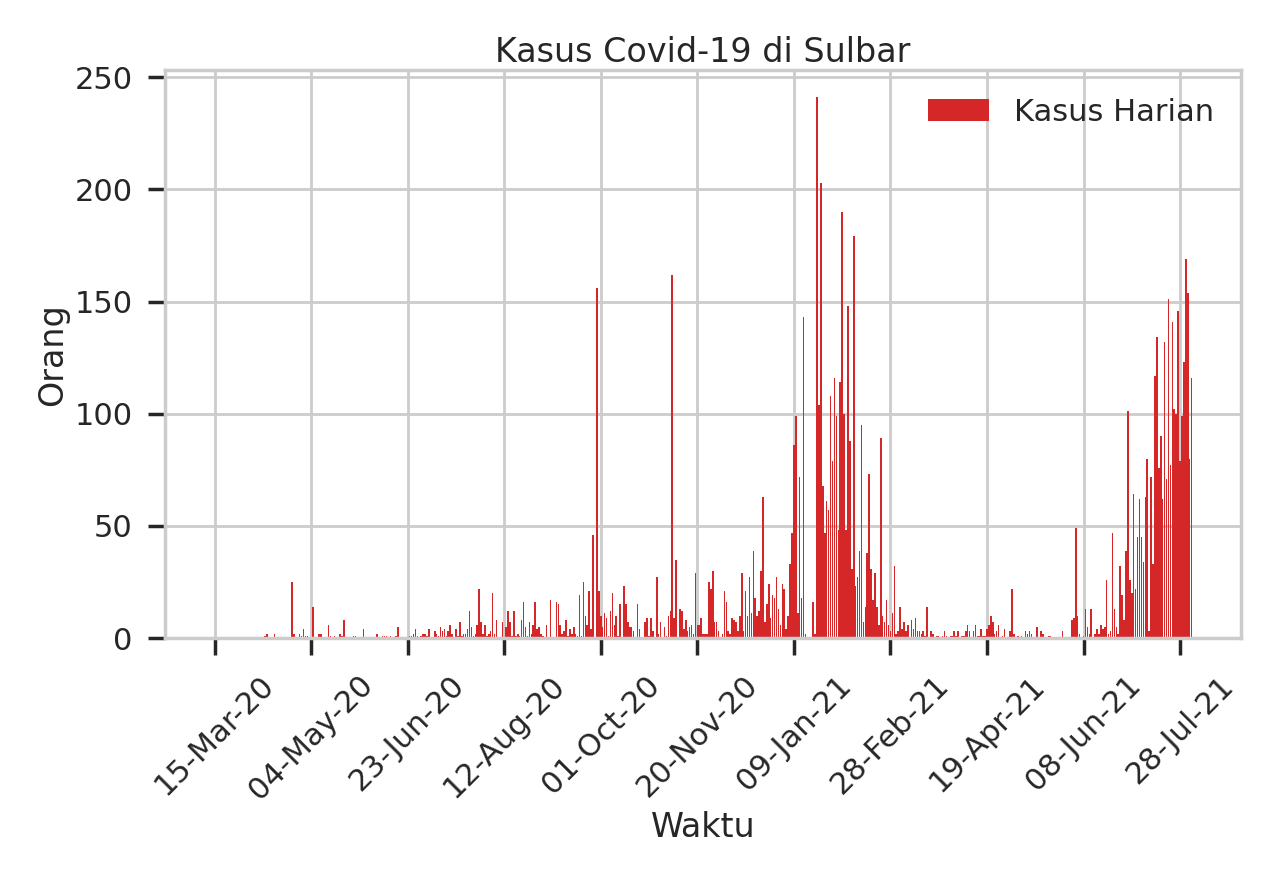 Kasus Covid-19 di Sulbar
Kasus Harian
Orang
250
200
150
100
50
0
15-Mar-20
04-May-20
23-Jun-20
12-Aug-20
01-Oct-20
20-Nov-20
09-Jan-21
28-Feb-21
19-Apr-21
08-Jun-21
28-Jul-21
Waktu